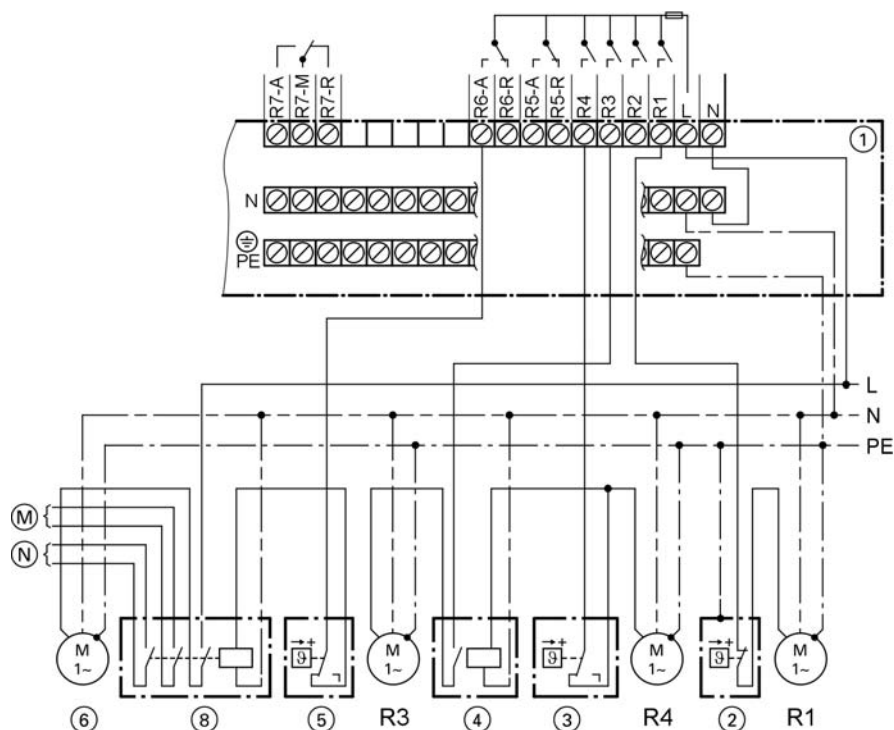 R7-A R7-M R7-R R6-A R6-R R5-A R5-R R4 R3 R2 R1 L N
1
N
PE
L
N
PE
M
N
M 1~ ϑ + M 1~ ϑ + M 1~ ϑ + M 1~
6 8 5 R3 4 3 R4 2 R1